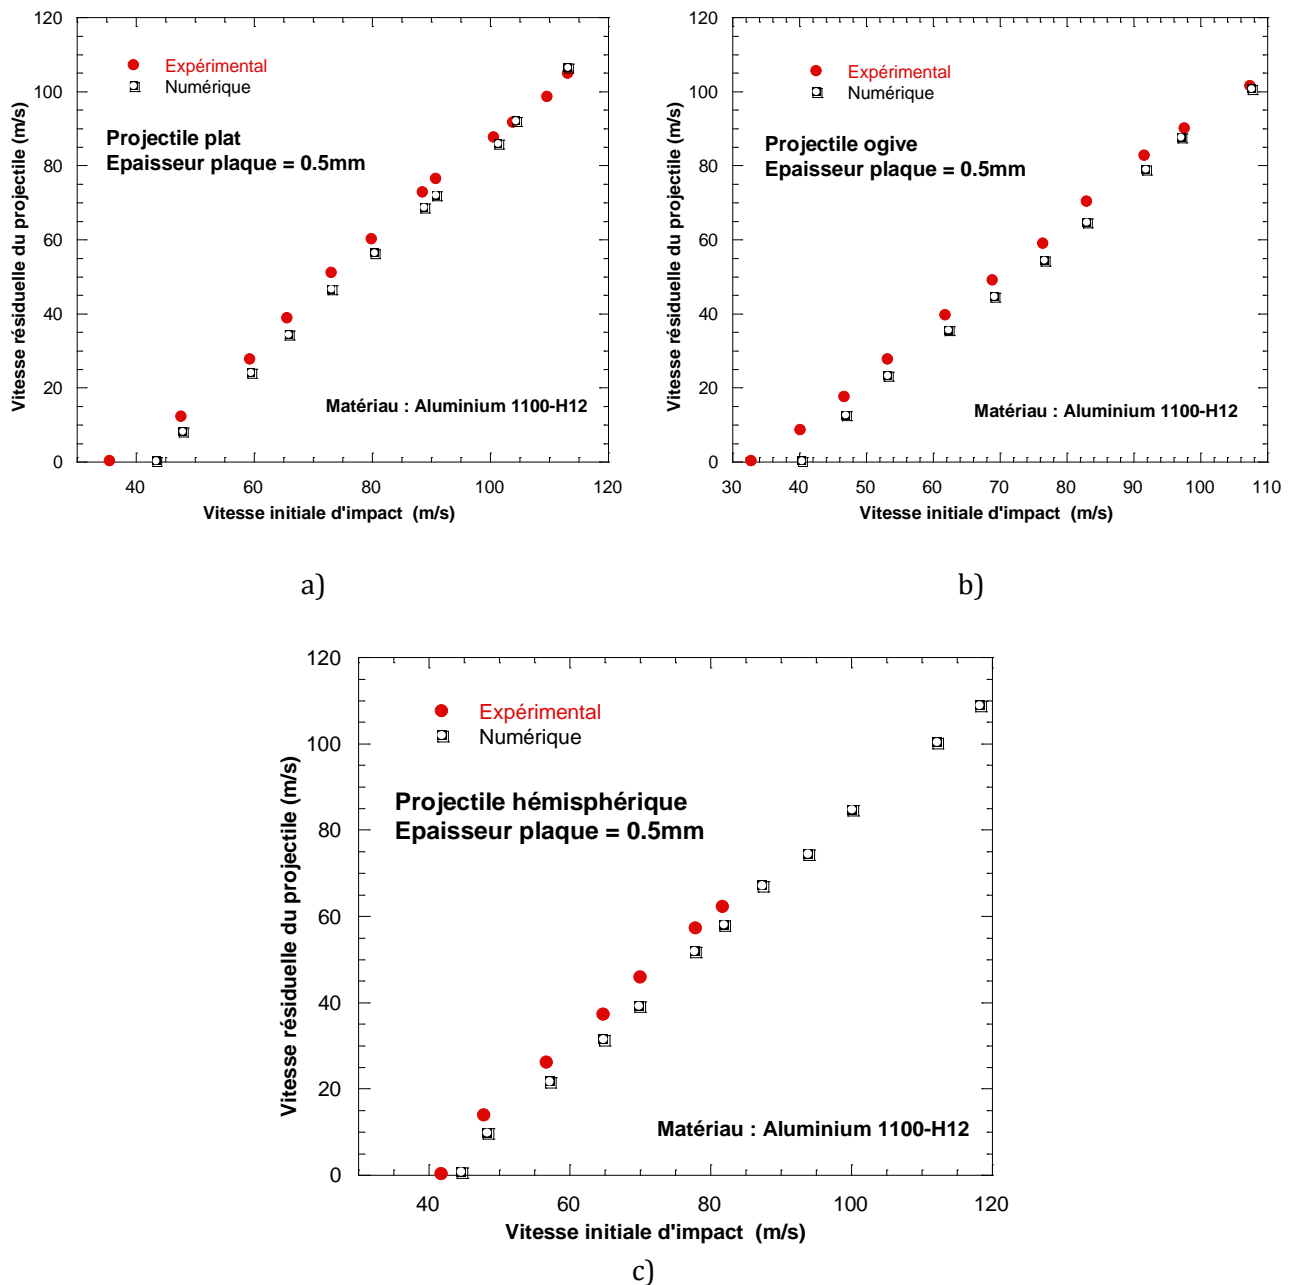 120
100
80
60
40
20
0
Vitesse résiduelle du projectile (m/s)
Expérimental
Numérique
Projectile plat
Epaisseur plaque = 0.5mm
Matériau : Aluminium 1100-H12
40 60 80 100 120
Vitesse initiale d'impact (m/s)
a)
120
100
80
60
40
20
0
Vitesse résiduelle du projectile (m/s)
Expérimental
Numérique
Projectile ogive
Epaisseur plaque = 0.5mm
Matériau : Aluminium 1100-H12
30 40 50 60 70 80 90 100 110
Vitesse initiale d'impact (m/s)
b)
120
100
80
60
40
20
0
Vitesse résiduelle du projectile (m/s)
Expérimental
Numérique
Projectile hémisphérique
Epaisseur plaque = 0.5mm
Matériau : Aluminium 1100-H12
40 60 80 100 120
Vitesse initiale d'impact (m/s)
c)